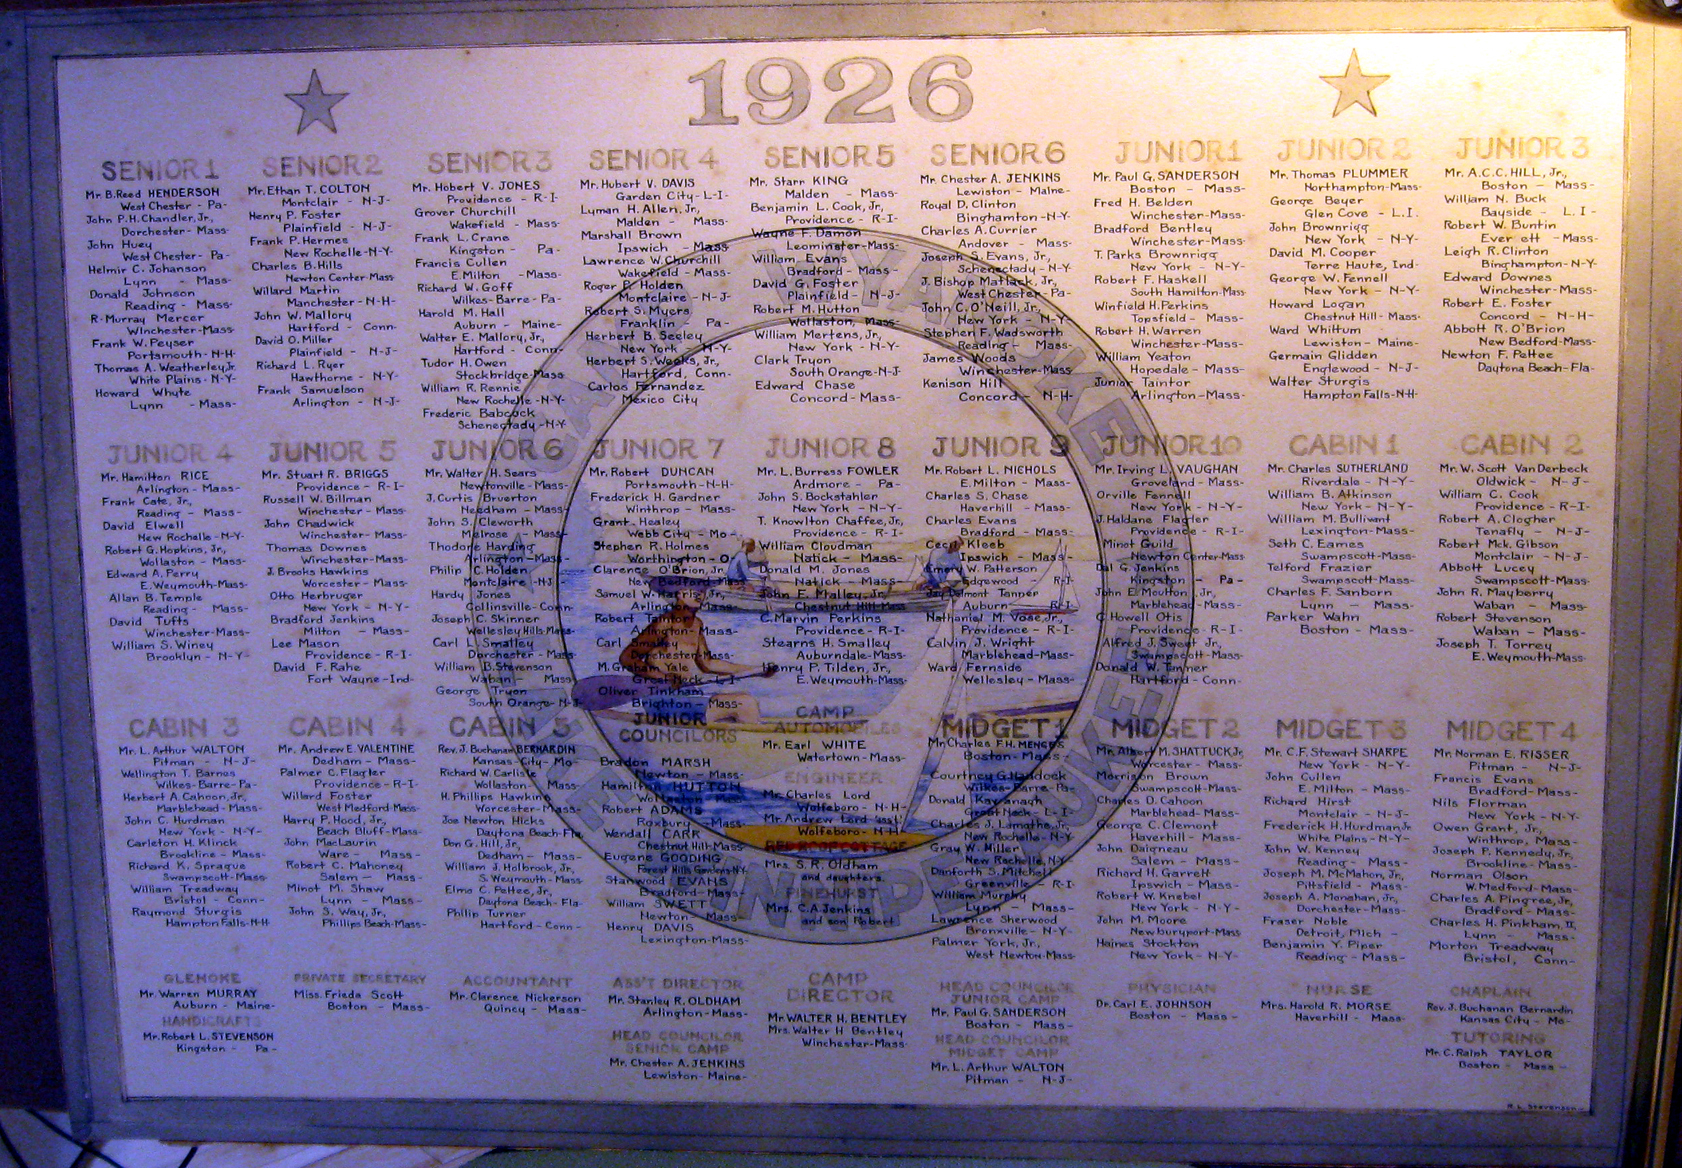 1926
SENIOR 1
Mr. B. Reed HENDERSON
West Chester - Pa-
John P.H. Chandler, Jr.,
Dorchester - Mass-
John Huey
West Chester - Pa-
Helmir C. Johanson
Lynn - Mass-
Donald Johnson
Reading - Mass-
R. Murray Mercer
Winchester-Mass-
Frank W. Peyser
Portsmouth-N-H-
Thomas A. Weatherley, Jr.
White Plains-N-Y-
Howard Whyte
Lynn - Mass-
SENIOR 2
Mr. Ethan T. COLTON
Montclair - N-J-
Henry P. Foster
Plainfield - N-J-
Frank P. Hermes
New Rochelle-N-Y-
Charles B. Hills
Newton Center-Mass-
Willard Martin
Manchester-N-H-
John W. Mallory
Hartford - Conn-
David O. Miller
Plainfield - N-J-
Richard L. Ryer
Hawthorne - N-Y-
Frank Samuelson
Arlington - N-J-
SENIOR 3
Mr. Hobert V. JONES
Providence - R-I-
Grover Churchill
Wakefield - Mass-
Frank L. Crane
Kingston - Pa-
Francis Cullen
E. Milton - Mass-
Richard W. Goff
Wilkes-Barre - Pa-
Harold M. Hall
Auburn - Maine-
Walter E. Mallory, Jr.,
Hartford - Conn-
Tudor H. Owen
Stockbridge-Mass-
William R. Rennie
New Rochelle-N-Y-
Frederic Babcock
Schenectady-N-Y-
SENIOR 4
Mr. Hubert V. DAVIS
Garden City-L-I-
Lyman H. Allen, Jr.,
Malden - Mass-
Marshall Brown
Ipswich - Mass-
Lawrence W. Churchill
Wakefield - Mass-
Roger P. Holden
Montclaire - N-J-
Robert S. Myers
Franklin - Pa-
Herbert B. Seeley
New York - N-Y-
Herbert S. Weeks, Jr.,
Hartford, Conn-
Carlos Fernandez
Mexico City
SENIOR 5
Mr. Starr KING
Malden - Mass-
Benjamin L. Cook, Jr.,
Providence - R-I-
Wayne F. Damon
Leominster-Mass-
William Evans
Bradford - Mass-
David G. Foster
Plainfield - N-J-
Robert M. Hutton
Wollaston, Mass-
William Mertens, Jr.,
New York - N-Y-
Clark Tryon
South Orange-N-J-
Edward Chase
Concord - Mass-
SENIOR 6
Mr. Chester A. JENKINS
Lewiston - Maine-
Royal D. Clinton
Binghamton-N-Y-
Charles A. Currier
Andover - Mass-
Joseph S. Evans, Jr.,
Schenectady-N-Y-
J. Bishop Matlack, Jr.,
West Chester-Pa-
John C. O'Neill, Jr.,
New York - N-Y-
Stephen F. Wadsworth
Reading - Mass-
James Woods
Winchester-Mass-
Kenison Hill
Concord - N-H-
JUNIOR 1
Mr. Paul G. SANDERSON
Boston - Mass-
Fred H. Belden
Winchester-Mass-
Bradford Bentley
Winchester-Mass-
T. Parks Brownrigg
New York - N-Y-
Robert F. Haskell
South Hamilton-Mass-
Winfield H. Perkins
Topsfield - Mass-
Robert H. Warren
Winchester-Mass-
William Yeaton
Hopedale - Mass-
Junior Taintor
Arlington-Mass-
JUNIOR 2
Mr. Thomas PLUMMER
Northampton-Mass-
George Beyer
Glen Cove - L.I.
John Brownrigg
New York - N-Y-
David M. Cooper
Terre Haute, Ind-
George W. Fennell
New York - N-Y-
Howard Logan
Chestnut Hill-Mass-
Ward Whittum
Lewiston - Maine-
Germain Glidden
Englewood - N-J-
Walter Sturgis
Hampton Falls-N-H-
JUNIOR 3
Mr. A.C.C. HILL, Jr.,
Boston - Mass-
William N. Buck
Bayside - L.I-
Robert W. Buntin
Everett - Mass-
Leigh R. Clinton
Binghamton-N-Y-
Edward Downes
Winchester-Mass-
Robert E. Foster
Concord - N-H-
Abbott R. O'Brion
New Bedford-Mass-
Newton F. Pettee
Daytona Beach-Fla-
JUNIOR 4
Mr. Hamilton RICE
Arlington - Mass-
Frank Cate, Jr.,
Reading - Mass-
David Elwell
New Rochelle-N-Y-
Robert G. Hopkins, Jr.,
Wollaston - Mass-
Edward A. Perry
E. Weymouth-Mass-
Allan B. Temple
Reading - Mass-
David Tufts
Winchester-Mass-
William S. Winey
Brooklyn - N-Y-
JUNIOR 5
Mr. Stuart R. BRIGGS
Providence - R-I-
Russell W. Billman
Winchester - Mass-
John Chadwick
Winchester-Mass-
Thomas Downes
Winchester-Mass-
J. Brooks Hawkins
Worcester - Mass-
Otto Herbruger
New York - N-Y-
Bradford Jenkins
Milton - Mass-
Lee Mason
Providence - R-I-
David F. Rahe
Fort Wayne-Ind-
JUNIOR 6
Mr. Walter H. Sears
Newtonville-Mass-
J. Curtis Bruerton
Needham - Mass-
John S. Cleworth
Melrose - Mass-
Thodore Harding
Arlington-Mass-
Philip C. Holden
Montclaire -NJ-
Hardy Jones
Collinsville-Conn-
Joseph C. Skinner
Wellesley Hills-Mass-
Carl L. Smalley
Dorchester - Mass-
William B. Stevenson
Waban - Mass-
George Tryon
South Orange-N-J-
JUNIOR 7
Mr. Robert DUNCAN
Portsmouth-N-H-
Frederick H. Gardner
Winthrop - Mass-
Grant Healey
Webb City - Mo-
Stephen R. Holmes
Worthington-O-
Clarence O'Brion, Jr.
New Bedford-Mass-
Samuel W. Harris, Jr.,
Arlington-Mass-
Robert Taintor
Arlington-Mass-
Carl Smalley
Dorchester-Mass-
M. Graham Yale
Great Neck-L-I-
Oliver Tinkham
Brighton - Mass-
JUNIOR 8
Mr. L. Burress FOWLER
Ardmore - Pa-
John S. Bockstahler
New York - N-Y-
T. Knowlton Chaffee, Jr.,
Providence - R-I-
William Cloudman
Natick - Mass-
Donald M. Jones
Natick - Mass-
John E. Malley, Jr.,
Chestnut Hill-Mass-
C. Marvin Perkins
Providence - R-I-
Stearns H. Smalley
Auburndale-Mass-
Henry P. Tilden, Jr.,
E. Weymouth-Mass-
JUNIOR 9
Mr. Robert L. NICHOLS
E. Milton - Mass-
Charles S. Chase
Haverhill - Mass-
Charles Evans
Bradford - Mass-
Cecil Kloeb
Ipswich - Mass-
Emery W. Patterson
Edgewood - R-I-
Jay Delmont Tanner
Auburn - R-I-
Nathaniel M. Vose, Jr.,
Providence - R-I-
Calvin J. Wright
Marblehead-Mass-
Ward Fernside
Wellesley - Mass-
JUNIOR 10
Mr. Irving L. VAUGHAN
Groveland - Mass-
Orville Fennell
New York - N-Y-
J. Haldane Flagler
Providence - R-I-
Minot Guild
Newton Center-Mass
G. Jenkins
Kingston - Pa-
John E. Moulton, Jr.,
Marblehead-Mass-
C. Howell Otis
Providence - R-I-
Alfred J. Sweet, Jr.,
Swampscott-Mass-
Donald W. Tanner
Hartford - Conn-
CABIN 1
Mr. Charles SUTHERLAND
Riverdale - N-Y-
William B. Atkinson
New York - N-Y-
William M. Bullivant
Lexington-Mass-
Seth C. Eames
Swampscott-Mass-
Telford Frazier
Swampscott-Mass-
Charles F. Sanborn
Lynn - Mass-
Parker Wahn
Boston - Mass-
CABIN 2
Mr. W. Scott VanDerbeck
Oldwick - N-J-
William C. Cook
Providence - R-I-
Robert A. Clogher
Tenafly N-J-
Robert McK. Gibson
Montclair - N-J-
Abbott Lucey
Swampscott-Mass-
John R. Mayberry
Waban - Mass-
Robert Stevenson
Waban - Mass-
Joseph T. Torrey
E. Weymouth-Mass-
CABIN 3
Mr. L. Arthur WALTON
Pitman - N-J-
Wellington T. Barnes
Wilkes-Barre-Pa-
Herbert A. Cahoon, Jr.,
Marblehead - Mass-
John C. Hurdman
New York - N-Y-
Carleton H. Klinck
Brookline - Mass-
Richard K. Sprague
Swampscott-Mass-
William Treadway
Bristol - Conn-
Raymond Sturgis
Hampton Falls-N-H-
CABIN 4
Mr. Andrew E. VALENTINE
Dedham - Mass-
Palmer C. Flagler
Providence - R-I-
Willard Foster
West Medford-Mass-
Harry P. Hood, Jr.,
Beach Bluff-Mass-
John MacLaurin
Ware - Mass-
Robert C. Mahoney
Salem - Mass-
Minot M. Shaw
Lynn - Mass-
John S. Way, Jr.,
Phillips Beach-Mass-
CABIN 5
Rev. J. Buchanan BERNARDIN
Kansas City - Mo-
Richard W. Carlisle
Wollaston - Mass-
H. Phillips Hawkins
Worcester-Mass-
Joe Newton Hicks
Daytona Beach-Fla-
Don G. Hill, Jr.,
Dedham - Mass-
William J. Holbrook, Jr.,
S. Weymouth - Mass-
Elmo C. Pettee, Jr.,
Daytona Beach - Fla-
Philip Turner
Hartford - Conn-
JUNIOR
COUNCILORS
Bradon MARSH
Newton - Mass-
Hamilton HUTTON
Wollaston - Mass-
Robert ADAMS
Roxbury - Mass-
Wendall CARR
Chestnut Hill-Mass-
Eugene GOODING
Forest Hills Gardens-N-Y-
Stanwood EVANS
Bradford - Mass-
William SWETT
Newton - Mass-
Henry DAVIS
Lexington-Mass-
CAMP
AUTOMOBILES
Mr. Earl WHITE
Watertown-Mass-
ENGINEER
Mr. Charles Lord
Wolfeboro - N-H-
Mr. Andrew Lord "ass't"
Wolfeboro - N-H-
RED ROOF COTTAGE
Mrs. S.R. Oldham
and daughters
PINEHURST
Mrs. C.A. Jenkins
and son Robert
MIDGET 1
Mr. Charles F.H. MENGES
Boston - Mass-
Courtney G. Haddock
Wilkes-Barre-Pa-
Donald Kavanagh
Great Neck - L-I-
Charles J. Lamothe, Jr.,
New Rochelle-N-Y-
Gray W. Miller
New Rochelle, N.Y-
Danforth S. Mitchell
Greenville - R-I-
William Murphy
Lynn - Mass-
Lawrence Sherwood
Bronxville - N-Y-
Palmer York, Jr.,
West Newton-Mass-
MIDGET 2
Mr. Albert M. SHATTUCK, Jr.,
Worcester - Mass-
Morrison Brown
Swampscott-Mass-
Charles D. Cahoon
Marblehead-Mass-
George C. Clement
Haverhill - Mass-
John Daigneau
Salem - Mass-
Richard H. Garrett
Ipswich - Mass-
Robert W. Knebel
New York - N-Y-
John M. Moore
Newburyport-Mass
Haines Stockton
New York - N-Y-
MIDGET 3
Mr. C.F. Stewart SHARPE
New York - N-Y-
John Cullen
E. Milton - Mass-
Richard Hirst
Montclair - N-J-
Frederick H. Hurdman, Jr
White Plains - N-Y-
John W. Kenney
Reading - Mass-
Joseph M. McMahon, Jr.,
Pittsfield - Mass-
Joseph A. Monahan, Jr.,
Dorchester-Mass-
Fraser Noble
Detroit, Mich -
Benjamin Y. Piper
Reading - Mass-
MIDGET 4
Mr. Norman E. RISSER
Pitman - N-J-
Francis Evans
Bradford-Mass-
Nils Florman
New York - N-Y-
Owen Grant, Jr.,
Winthrop, Mass-
Joseph P. Kennedy, Jr.,
Brookline-Mass-
Norman Olson
W. Medford-Mass-
Charles A. Pingree, Jr.,
Bradford - Mass-
Charles H. Pinkham, II,
Lynn - Mass-
Morton Treadway
Bristol, Conn-
GLEMOKE
Mr. Warren MURRAY
Auburn - Maine-
HANDICRAFTS
Mr. Robert L. STEVENSON
Kingston - Pa-
PRIVATE SECRETARY
Miss. Frieda Scott
Boston - Mass-
ACCOUNTANT
Mr. Clarence Nickerson
Quincy - Mass-
ASS'T DIRECTOR
Mr. Stanley R. OLDHAM
Arlington-Mass-
HEAD COUNCILOR
SENIOR CAMP
Mr. Chester A. JENKINS
Lewiston-Maine-
CAMP
DIRECTOR
Mr. WALTER H. BENTLEY
Mrs. Walter H Bentley
Winchester-Mass-
HEAD COUNCILOR
JUNIOR CAMP
Mr. Paul G. SANDERSON
Boston - Mass-
HEAD COUNCILOR
MIDGET CAMP
Mr. L. Arthur WALTON
Pitman - N-J-
PHYSICIAN
Dr. Carl E. JOHNSON
Boston - Mass-
NURSE
Mrs. Harold R. MORSE
Haverhill - Mass-
CHAPLAIN
Rev. J. Buchanan Bernardin
Kansas City - Mo-
TUTORING
Mr. C. Ralph TAYLOR
Boston - Mass-
R. L. Stevenson